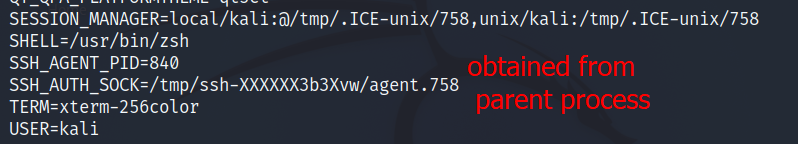 SESSION_MANAGER=local/kali:@/tmp/.ICE-unix/758,unix/kali:/tmp/.ICE-unix/758
SHELL=/usr/bin/zsh
SSH_AGENT_PID=840
SSH_AUTH_SOCK=/tmp/ssh-XXXXXX3b3Xvw/agent.758
TERM=xterm-256color
USER=kali
obtained from
parent process